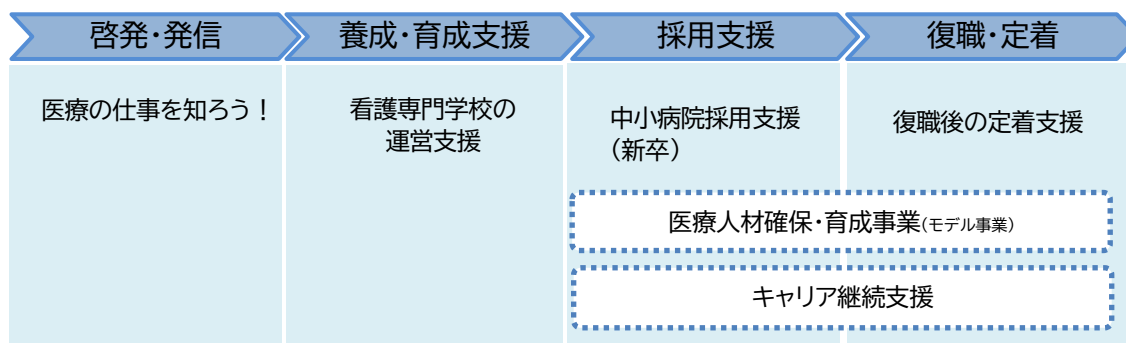 啓発・発信
養成・育成支援
採用支援
復職・定着
医療の仕事を知ろう！
看護専門学校の
運営支援
中小病院採用支援
（新卒）
復職後の定着支援
医療人材確保・育成事業（モデル事業）
キャリア継続支援